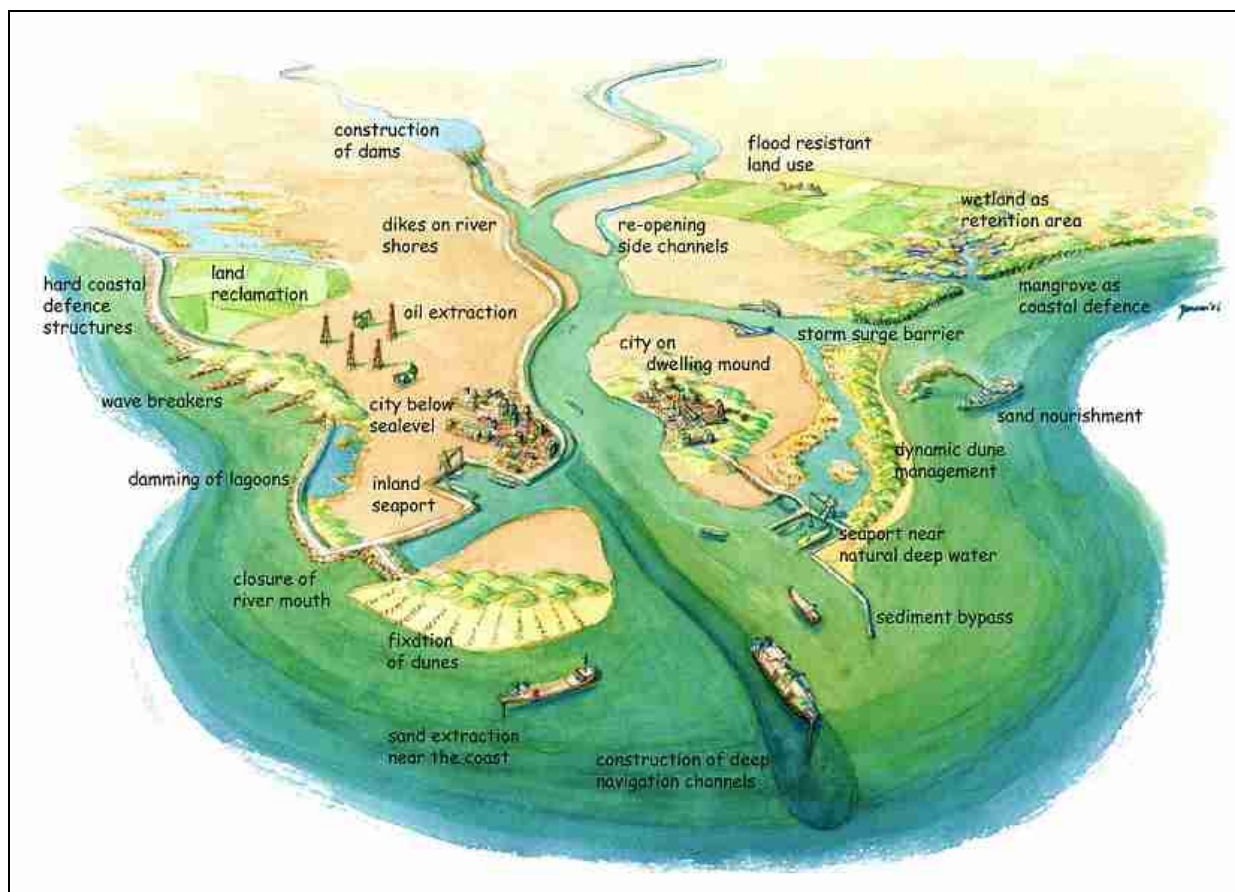 construction
of dams
flood resistant
land use
wetland as
retention area
dikes on river
shores
re-opening
side channels
hard coastal
defence
structures
land
reclamation
mangrove as
coastal defence
oil extraction
storm surge barrier
city on
dwelling mound
wave breakers
city below
sealevel
sand nourishment
dynamic dune
management
damming of lagoons
inland
seaport
seaport near
natural deep water
closure of
river mouth
sediment bypass
fixation
of dunes
sand extraction
near the coast
construction of deep
navigation channels